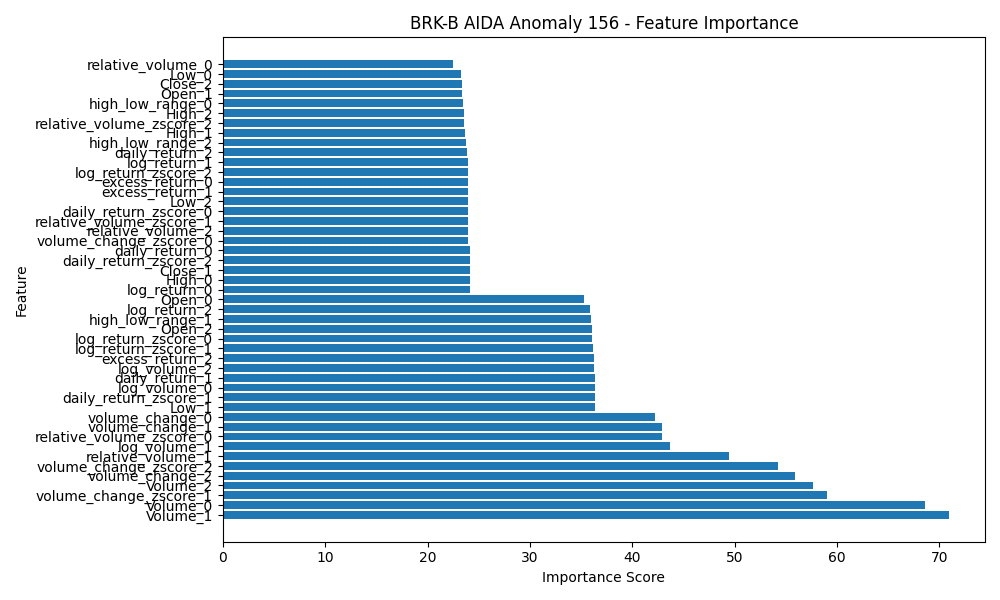 BRK-B AIDA Anomaly 156 - Feature Importance
relative_volume_0
Low_0
Close_2
Open_1
high_low_range_0
High_2
relative_volume_zscore_2
High_1
high_low_range_2
daily_return_2
log_return_1
log_return_zscore_2
excess_return_0
excess_return_1
Low_2
daily_return_zscore_0
relative_volume_zscore_1
relative_volume_2
volume_change_zscore_0
daily_return_0
daily_return_zscore_2
Close_1
High_0
log_return_0
Open_0
log_return_2
high_low_range_1
Open_2
log_return_zscore_0
log_return_zscore_1
excess_return_2
log_volume_2
daily_return_1
log_volume_0
daily_return_zscore_1
Low_1
volume_change_0
volume_change_1
relative_volume_zscore_0
log_volume_1
relative_volume_1
volume_change_zscore_2
volume_change_2
Volume_2
volume_change_zscore_1
Volume_0
Volume_1
Feature
0 10 20 30 40 50 60 70
Importance Score